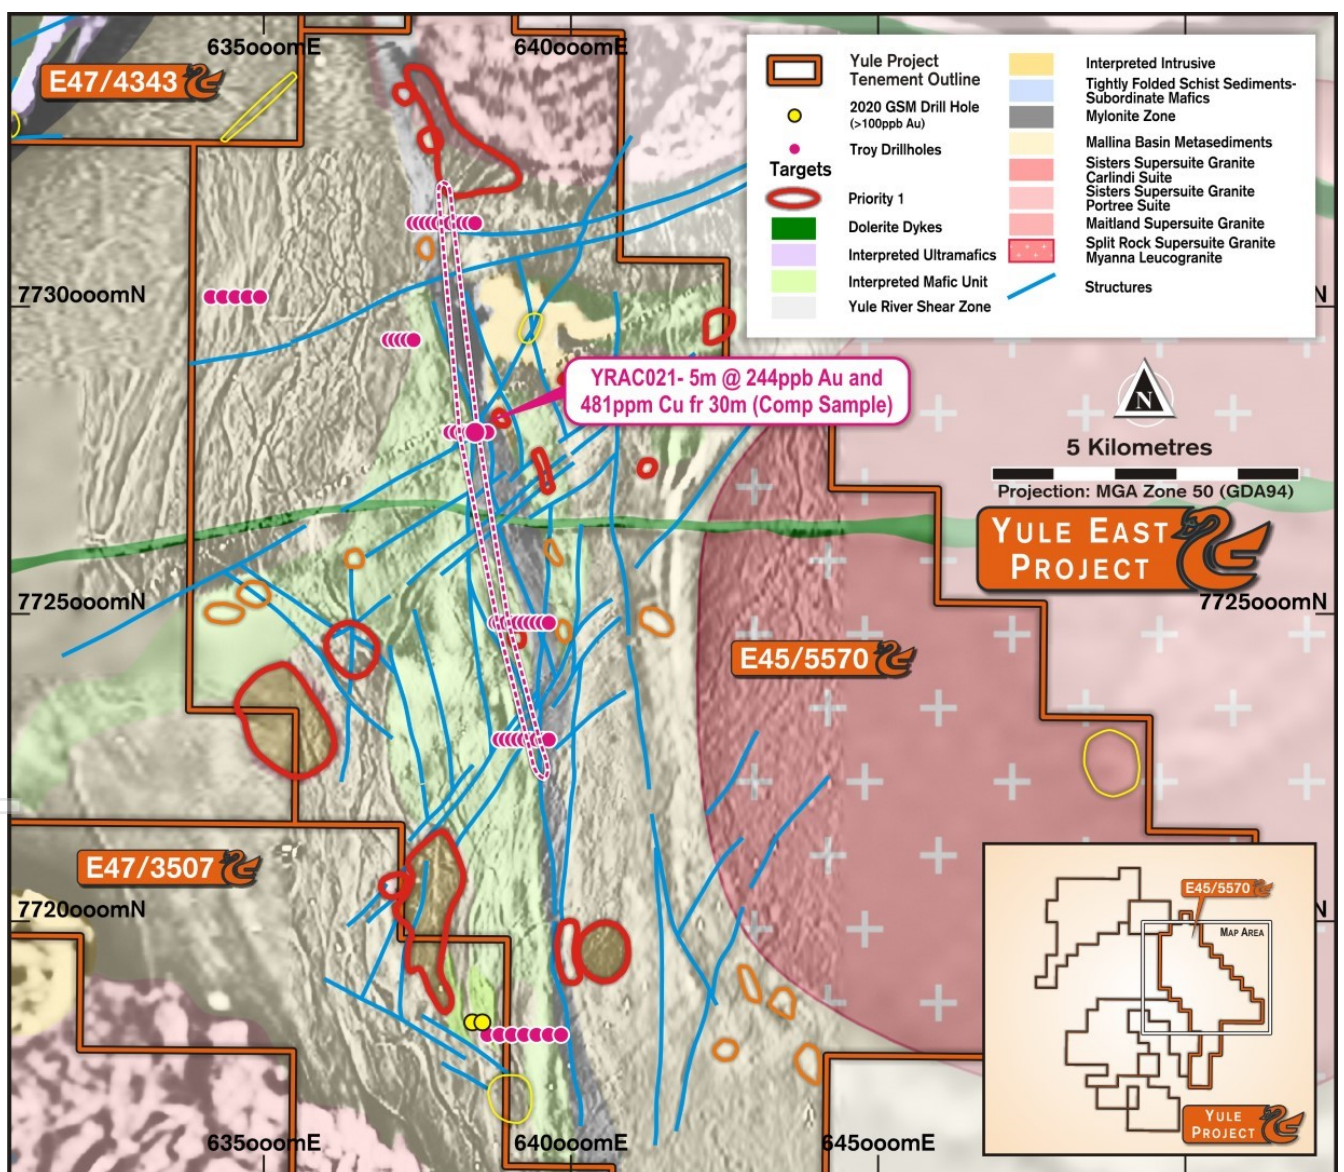 635000mE
640000mE
E47/4343
Yule Project
Tenement Outline
2020 GSM Drill Hole
(>100ppb Au)
Troy Drillholes
Targets
Priority 1
Dolerite Dykes
Interpreted Ultramafics
Interpreted Mafic Unit
Yule River Shear Zone
Interpreted Intrusive
Tightly Folded Schist Sediments-
Subordinate Mafics
Mylonite Zone
Mallina Basin Metasediments
Sisters Supersuite Granite
Carlindi Suite
Sisters Supersuite Granite
Portree Suite
Maitland Supersuite Granite
Split Rock Supersuite Granite
Myanna Leucogranite
Structures
7730000mN
N
YRAC021- 5m @ 244ppb Au and
481ppm Cu fr 30m (Comp Sample)
N
5 Kilometres
Projection: MGA Zone 50 (GDA94)
YULE EAST
PROJECT
7725000mN
7725000mN
E45/5570
E47/3507
7720000mN
N
E45/5570
MAP AREA
YULE
PROJECT
635000mE
640000mE
645000mE